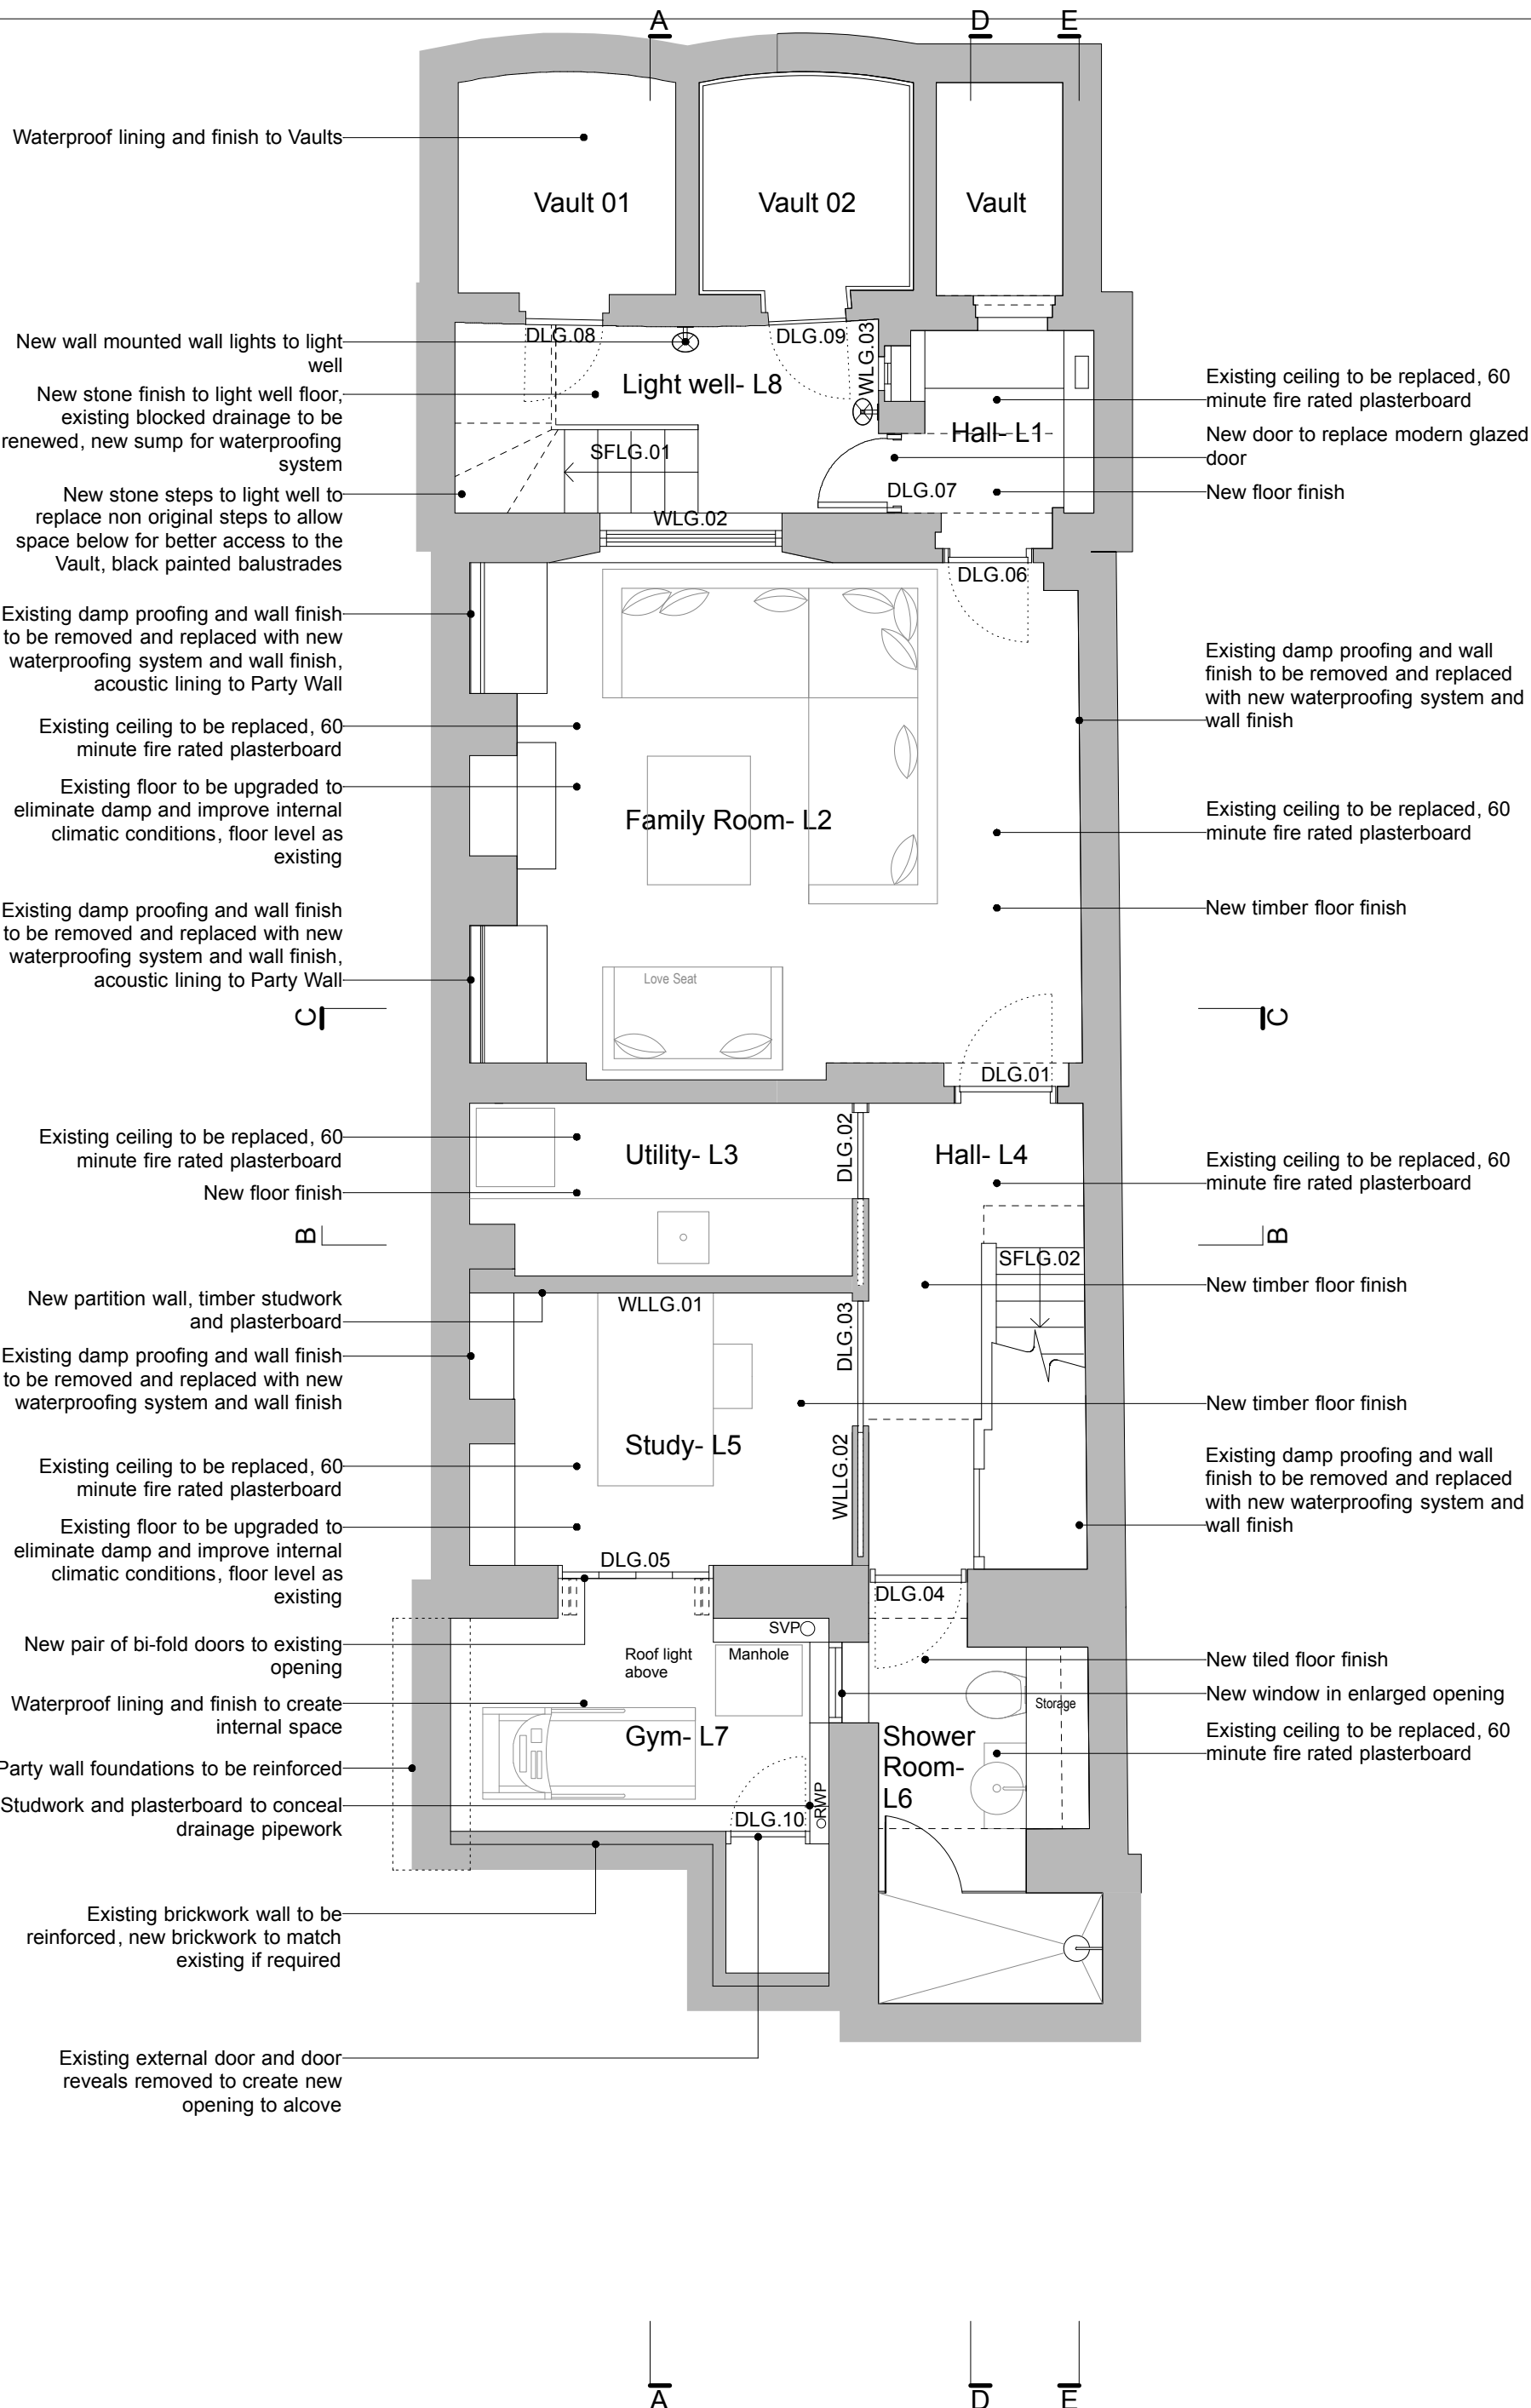 A
D
E
Waterproof lining and finish to Vaults
Vault 01
Vault 02
Vault
New wall mounted wall lights to light
well
DLG.08
DLG.09
WLG.03
Light well- L8
New stone finish to light well floor,
existing blocked drainage to be
renewed, new sump for waterproofing
system
Existing ceiling to be replaced, 60
minute fire rated plasterboard
Hall- L1
New door to replace modern glazed
door
SFLG.01
DLG.07
New floor finish
New stone steps to light well to
replace non original steps to allow
space below for better access to the
Vault, black painted balustrades
WLG.02
DLG.06
Existing damp proofing and wall finish
to be removed and replaced with new
waterproofing system and wall finish,
acoustic lining to Party Wall
Existing damp proofing and wall
finish to be removed and replaced
with new waterproofing system and
wall finish
Existing ceiling to be replaced, 60
minute fire rated plasterboard
Existing floor to be upgraded to
eliminate damp and improve internal
climatic conditions, floor level as
existing
Family Room- L2
Existing ceiling to be replaced, 60
minute fire rated plasterboard
New timber floor finish
Existing damp proofing and wall finish
to be removed and replaced with new
waterproofing system and wall finish,
acoustic lining to Party Wall
Love Seat
C
C
DLG.01
Existing ceiling to be replaced, 60
minute fire rated plasterboard
New floor finish
Utility- L3
DLG.02
Hall- L4
Existing ceiling to be replaced, 60
minute fire rated plasterboard
B
B
SFLG.02
New timber floor finish
New partition wall, timber studwork
and plasterboard
WLLG.01
DLG.03
Existing damp proofing and wall finish
to be removed and replaced with new
waterproofing system and wall finish
New timber floor finish
Study- L5
WLLG.02
Existing ceiling to be replaced, 60
minute fire rated plasterboard
Existing damp proofing and wall
finish to be removed and replaced
with new waterproofing system and
wall finish
Existing floor to be upgraded to
eliminate damp and improve internal
climatic conditions, floor level as
existing
DLG.05
DLG.04
New pair of bi-fold doors to existing
opening
SVP
Roof light
above
Manhole
New tiled floor finish
New window in enlarged opening
Storage
Waterproof lining and finish to create
internal space
Gym- L7
Shower
Room-
L6
Existing ceiling to be replaced, 60
minute fire rated plasterboard
Party wall foundations to be reinforced
Studwork and plasterboard to conceal
drainage pipework
DLG.10
RWP
Existing brickwork wall to be
reinforced, new brickwork to match
existing if required
Existing external door and door
reveals removed to create new
opening to alcove
A
D
E